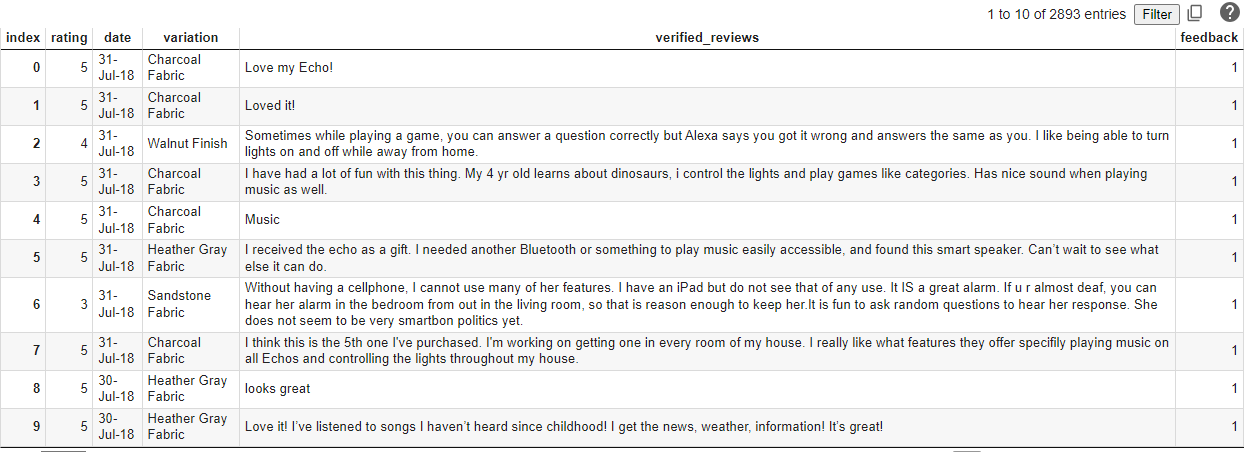 1 to 10 of 2893 entries Filter
index rating date variation verified_reviews feedback
0 5 31-Jul-18 Charcoal Fabric Love my Echo! 1
1 5 31-Jul-18 Charcoal Fabric Loved it! 1
2 4 31-Jul-18 Walnut Finish Sometimes while playing a game, you can answer a question correctly but Alexa says you got it wrong and answers the same as you. I like being able to turn lights on and off while away from home. 1
3 5 31-Jul-18 Charcoal Fabric I have had a lot of fun with this thing. My 4 yr old learns about dinosaurs, i control the lights and play games like categories. Has nice sound when playing music as well. 1
4 5 31-Jul-18 Charcoal Fabric Music 1
5 5 31-Jul-18 Heather Gray Fabric I received the echo as a gift. I needed another Bluetooth or something to play music easily accessible, and found this smart speaker. Can't wait to see what else it can do. 1
6 3 31-Jul-18 Sandstone Fabric Without having a cellphone, I cannot use many of her features. I have an iPad but do not see that of any use. It IS a great alarm. If u r almost deaf, you can hear her alarm in the bedroom from out in the living room, so that is reason enough to keep her.It is fun to ask random questions to hear her response. She does not seem to be very smartbon politics yet. 1
7 5 31-Jul-18 Charcoal Fabric I think this is the 5th one I've purchased. I'm working on getting one in every room of my house. I really like what features they offer specifily playing music on all Echos and controlling the lights throughout my house. 1
8 5 30-Jul-18 Heather Gray Fabric looks great 1
9 5 30-Jul-18 Heather Gray Fabric Love it! I've listened to songs I haven't heard since childhood! I get the news, weather, information! It's great! 1